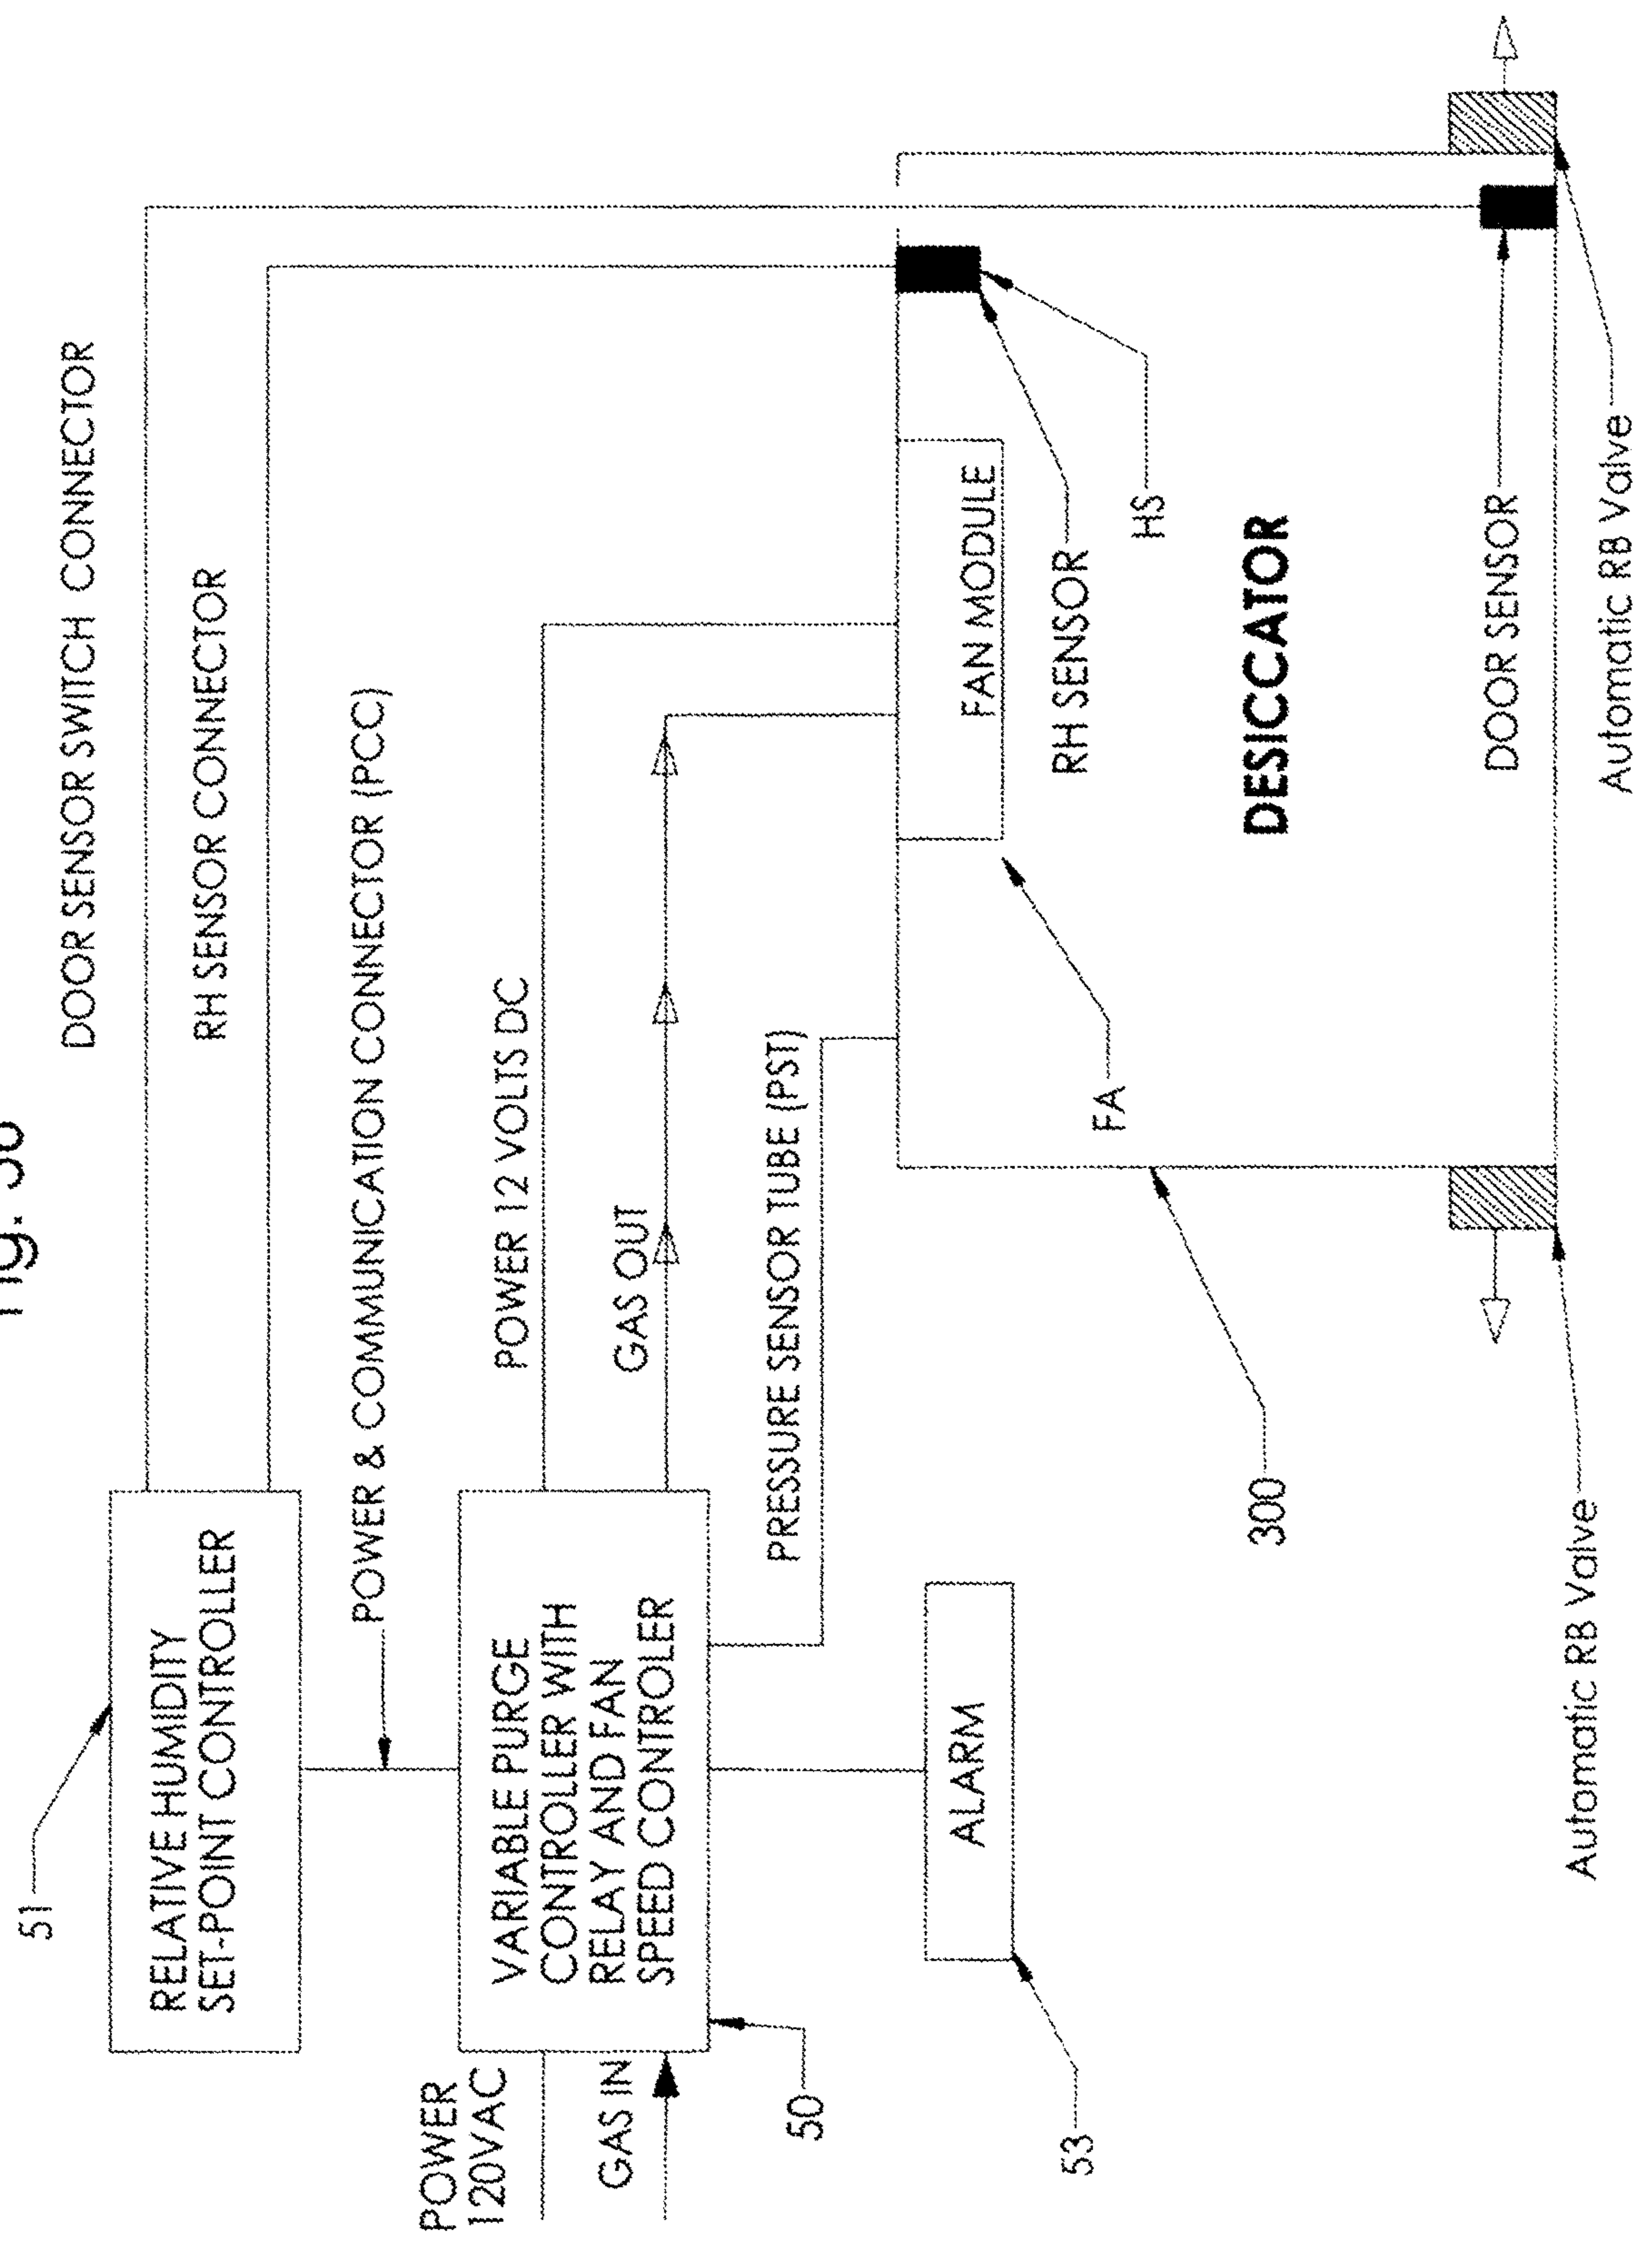 DOOR SENSOR SWITCH CONNECTOR
51
RH SENSOR CONNECTOR
RELATIVE HUMIDITY
SET-POINT CONTROLLER
POWER & COMMUNICATION CONNECTOR (PCC)
POWER
120VAC
POWER 12 VOLTS DC
VARIABLE PURGE
CONTROLLER WITH
RELAY AND FAN
SPEED CONTROLER
GAS IN
GAS OUT
50
PRESSURE SENSOR TUBE (PST)
FAN MODULE
ALARM
53
RH SENSOR
FA
HS
DESICCATOR
300
DOOR SENSOR
Automatic RB Valve
Automatic RB Valve